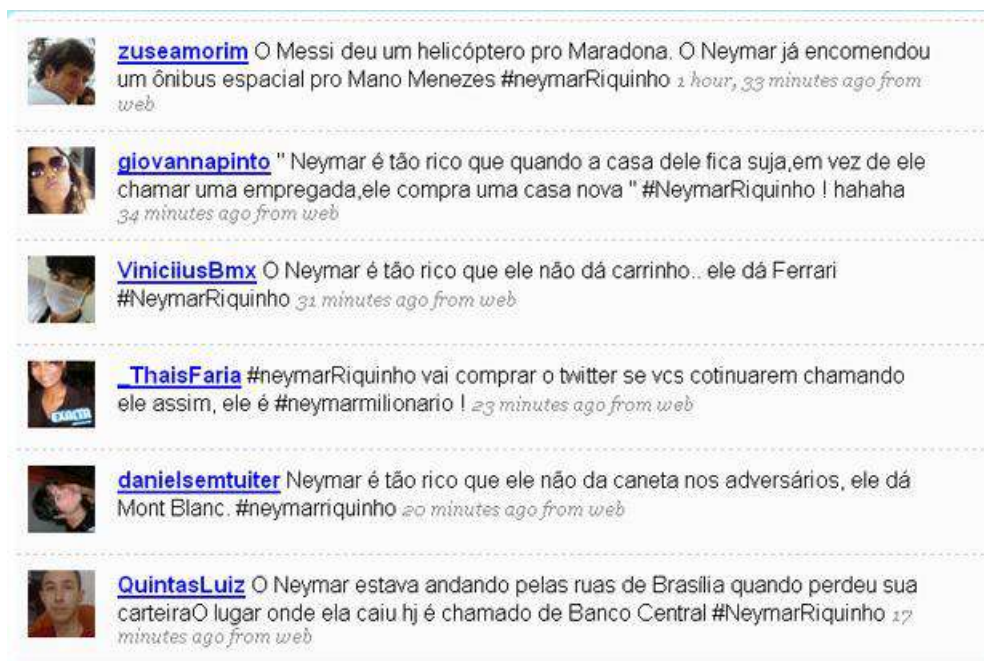 zuseamorim O Messi deu um helicóptero pro Maradona. O Neymar já encomendou
um ônibus espacial pro Mano Menezes #neymarRiquinho 1 hour, 33 minutes ago from
web
giovannapinto " Neymar é tão rico que quando a casa dele fica suja,em vez de ele
chamar uma empregada,ele compra uma casa nova " #NeymarRiquinho ! hahaha
34 minutes ago from web
ViniciiusBmx O Neymar é tão rico que ele não dá carrinho.. ele dá Ferrari
#NeymarRiquinho 31 minutes ago from web
_ThaisFaria #neymarRiquinho vai comprar o twitter se vcs cotinuarem chamando
ele assim, ele é #neymarmilionario ! 23 minutes ago from web
EXACTA
danielsemtuiter Neymar é tão rico que ele não da caneta nos adversários, ele dá
Mont Blanc. #neymarriquinho 20 minutes ago from web
QuintasLuiz O Neymar estava andando pelas ruas de Brasília quando perdeu sua
carteiraO lugar onde ela caiu hj é chamado de Banco Central #NeymarRiquinho 17
minutes ago from web